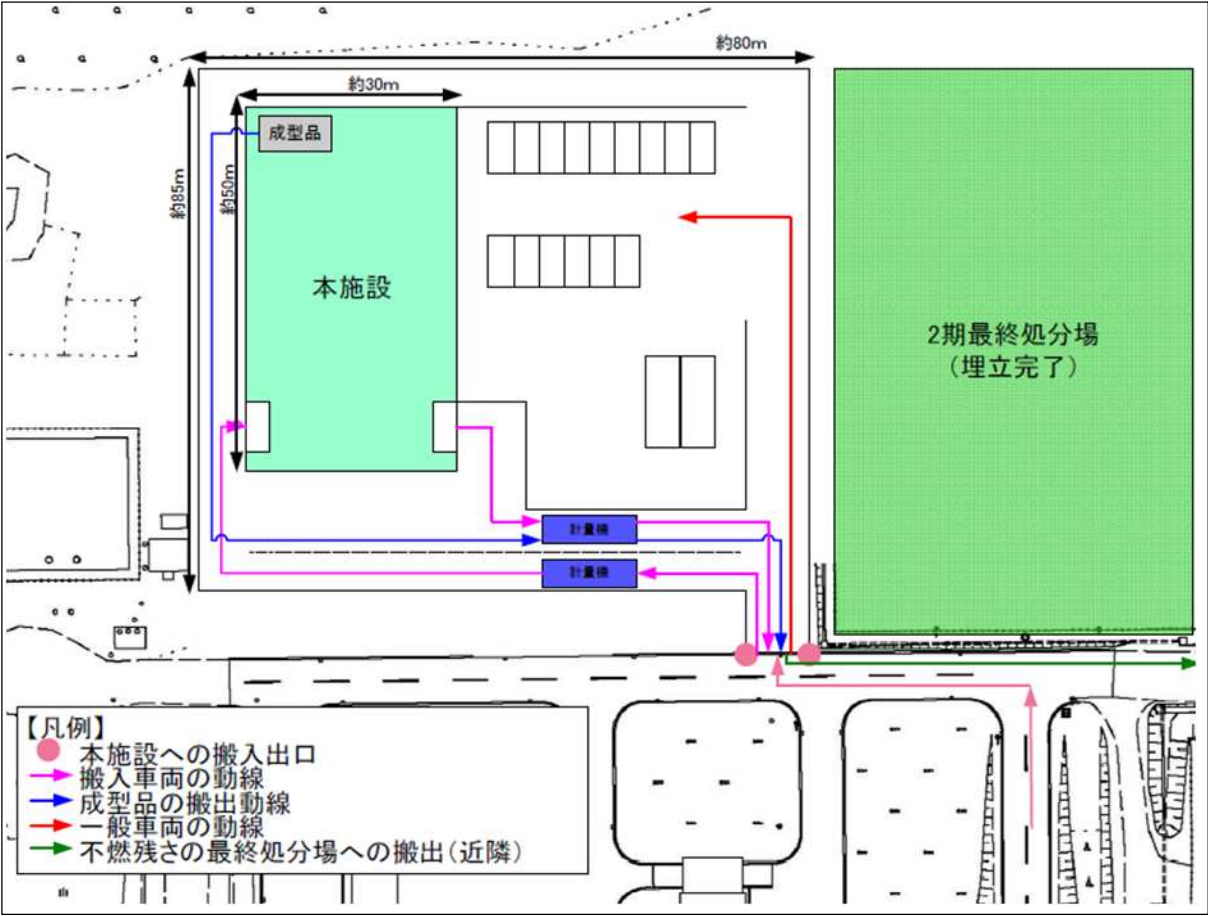 約80m
約30m
成型品
約85m
約50m
本施設
2期最終処分場
（埋立完了）
計量機
計量機
【凡例】
本施設への搬入出口
搬入車両の動線
成型品の搬出動線
一般車両の動線
不燃残さの最終処分場への搬出（近隣）